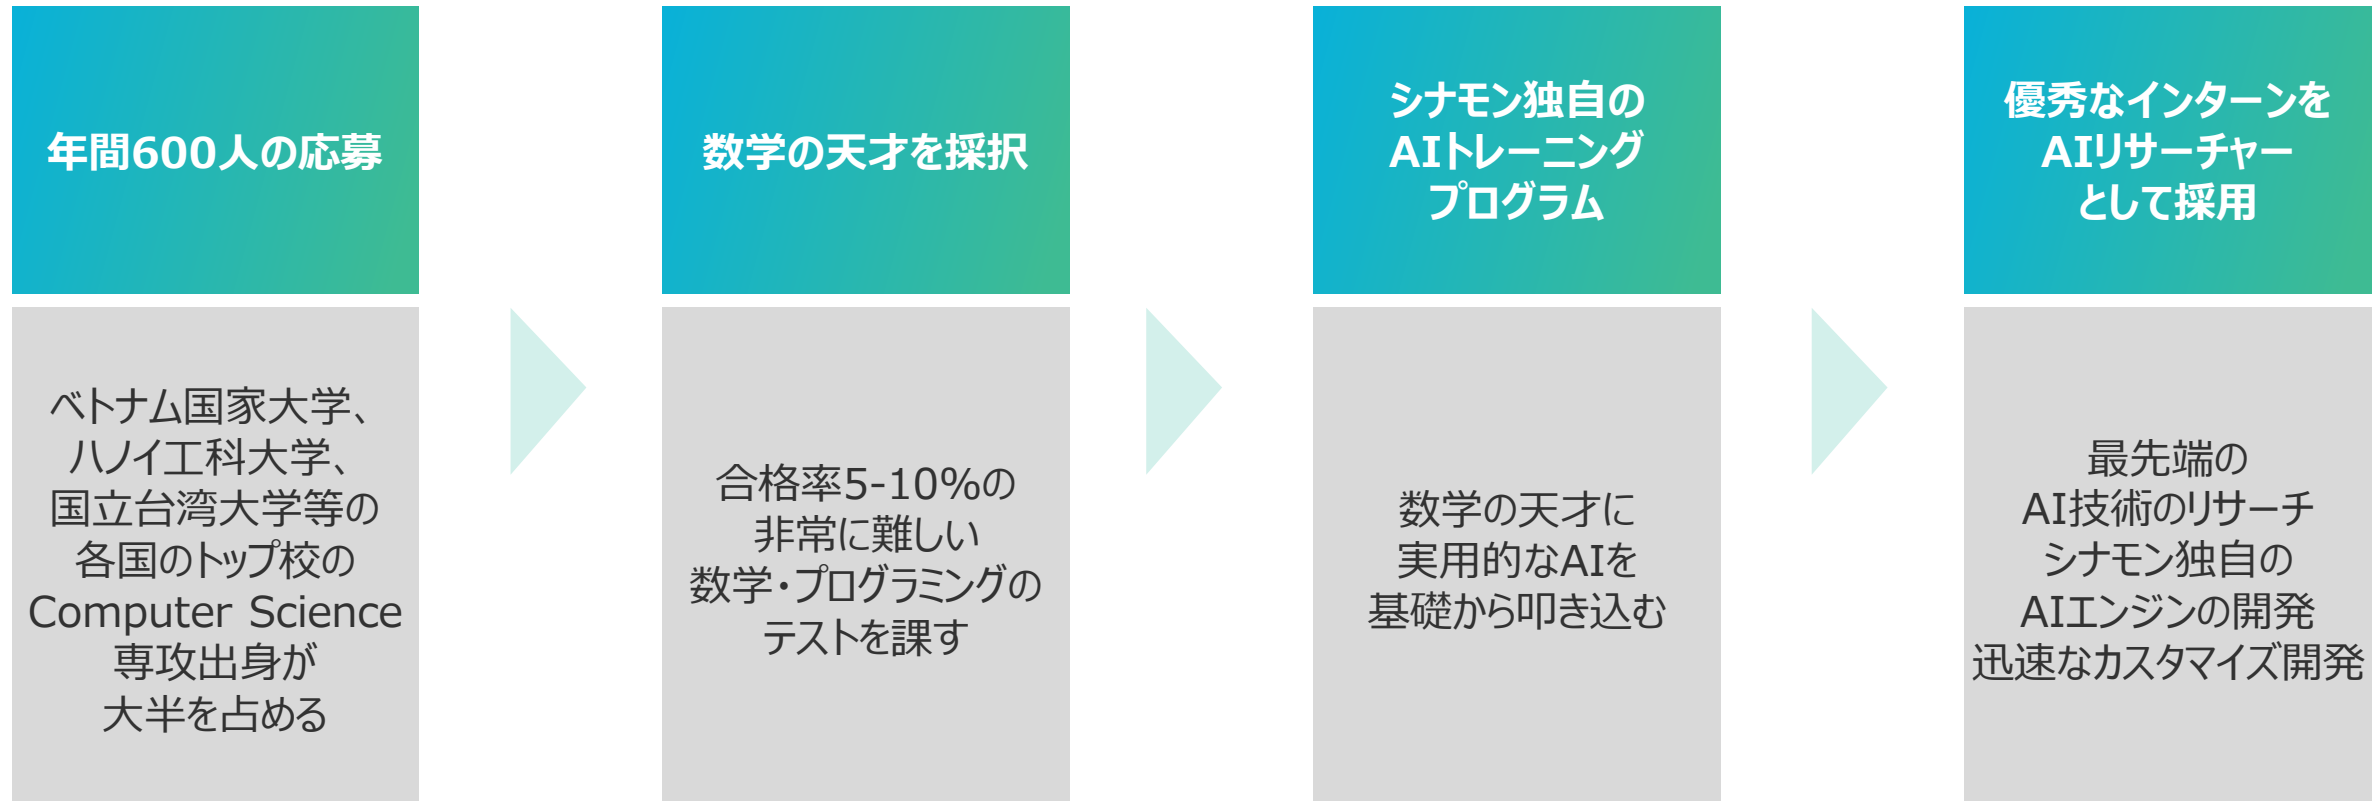 年間600人の応募
ベトナム国家大学、
ハノイ工科大学、
国立台湾大学等の
各国のトップ校の
Computer Science
専攻出身が
大半を占める
数学の天才を採択
合格率5-10%の
非常に難しい
数学・プログラミングの
テストを課す
シナモン独自の
AIトレーニング
プログラム
数学の天才に
実用的なAIを
基礎から叩き込む
優秀なインターンを
AIリサーチャー
として採用
最先端の
AI技術のリサーチ
シナモン独自の
AIエンジンの開発
迅速なカスタマイズ開発